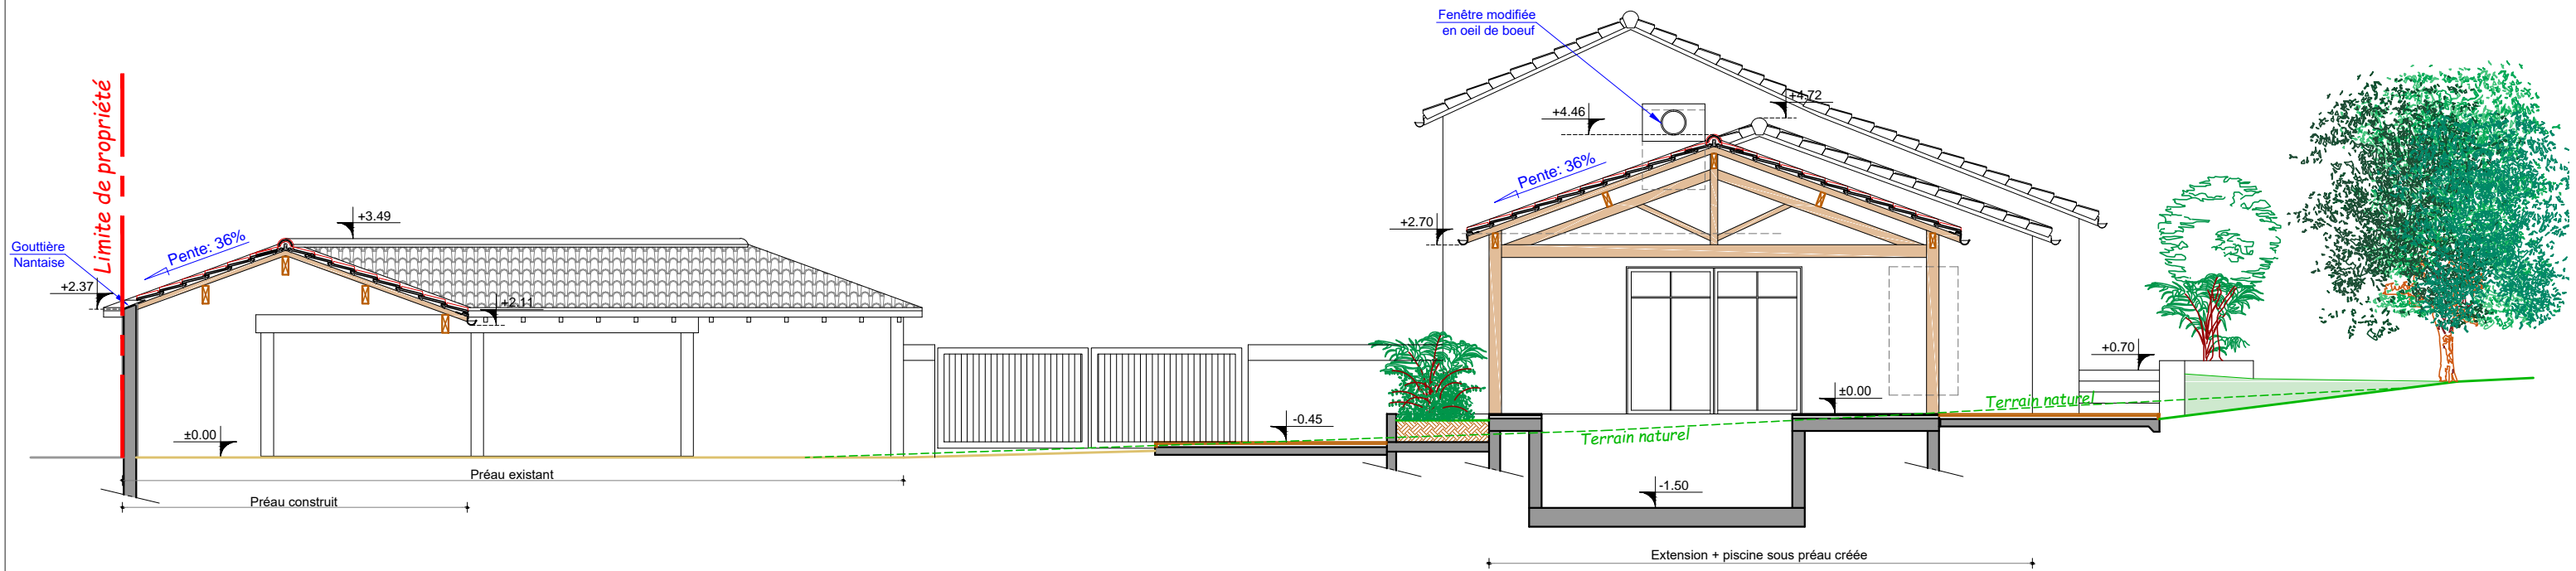 Fenêtre modifiée
en oeil de boeuf
Limite de propriété
+4.72
+4.46
Pente: 36%
+3.49
+2.70
Pente: 36%
Gouttière
Nantaise
+2.37
+2.11
+0.70
±0.00
Terrain naturel
-0.45
±0.00
Terrain naturel
Préau existant
-1.50
Préau construit
Extension + piscine sous préau créée